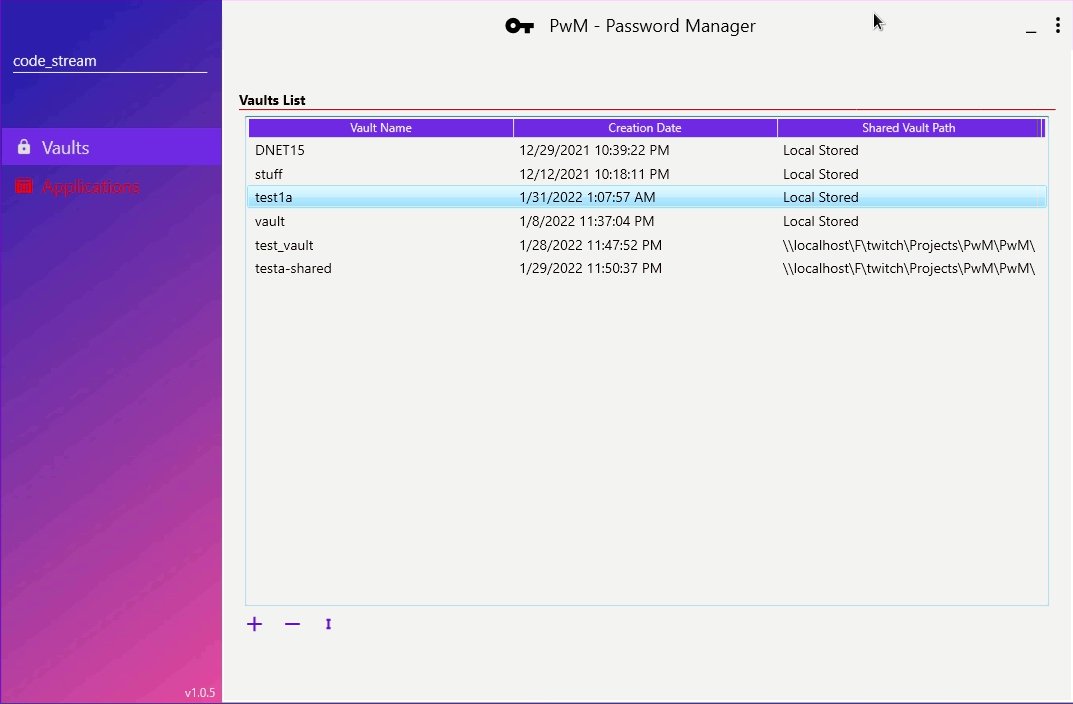 PwM - Password Manager
code_stream
Vaults
Applications
v1.0.5
Vaults List
Vault Name Creation Date Shared Vault Path
DNET15 12/29/2021 10:39:22 PM Local Stored
stuff 12/12/2021 10:18:11 PM Local Stored
test1a 1/31/2022 1:07:57 AM Local Stored
vault 1/8/2022 11:37:04 PM Local Stored
test_vault 1/28/2022 11:47:52 PM \\localhost\F\twitch\Projects\PwM\PwM\
testa-shared 1/29/2022 11:50:37 PM \\localhost\F\twitch\Projects\PwM\PwM\